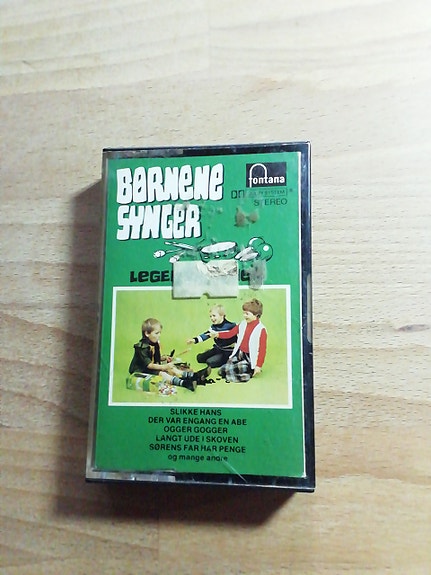 BØRNENE
SYNGER
fontana
STEREO
SLIKKE HANS
DER VAR ENGANG EN ABE
OGGER GOGGER
LANGT UDE I SKOVEN
SØRENS FAR HAR PENGE
og mange andre